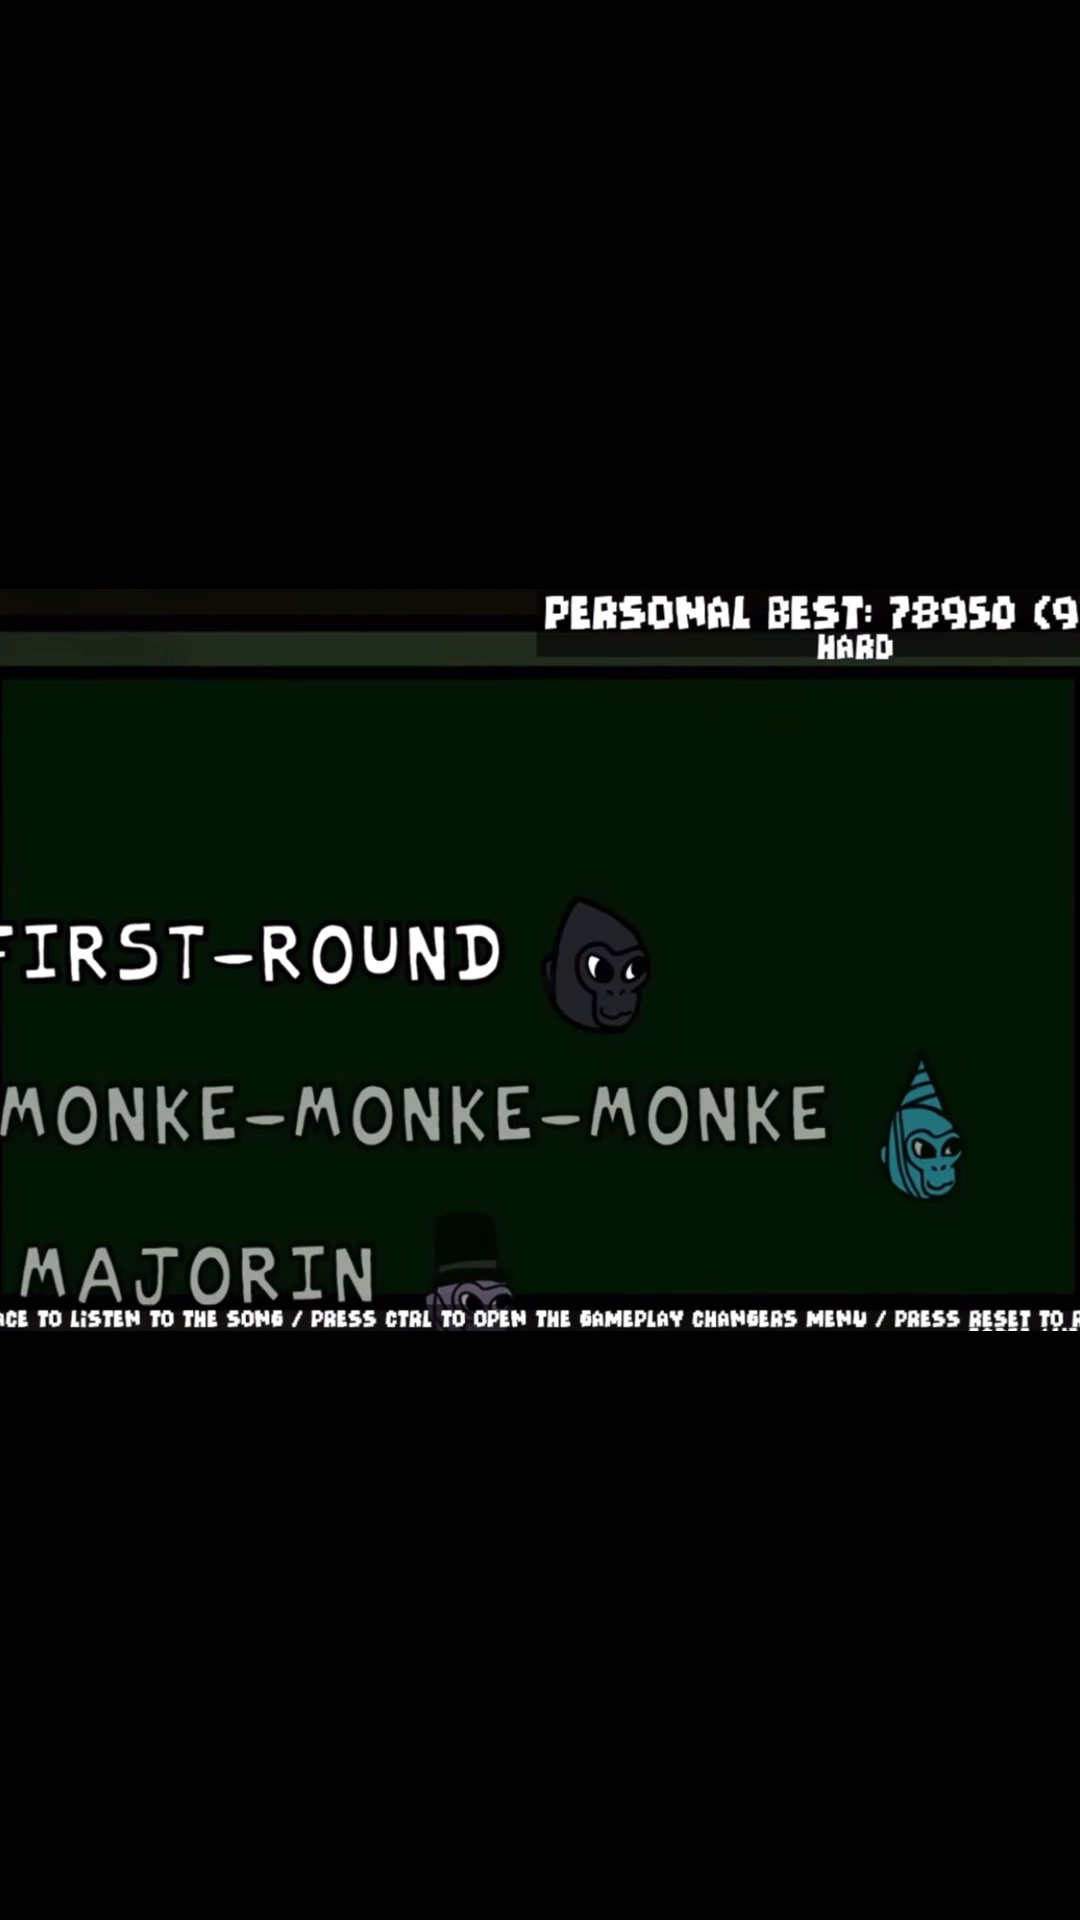 PERSONAL BEST: 78950 (9
HARD
FIRST-ROUND
MONKE-MONKE-MONKE
MAJORIN
TO LISTEN TO THE SONG / PRESS CTRL TO OPEN THE GAMEPLAY CHANGERS MENU / PRESS RESET TO